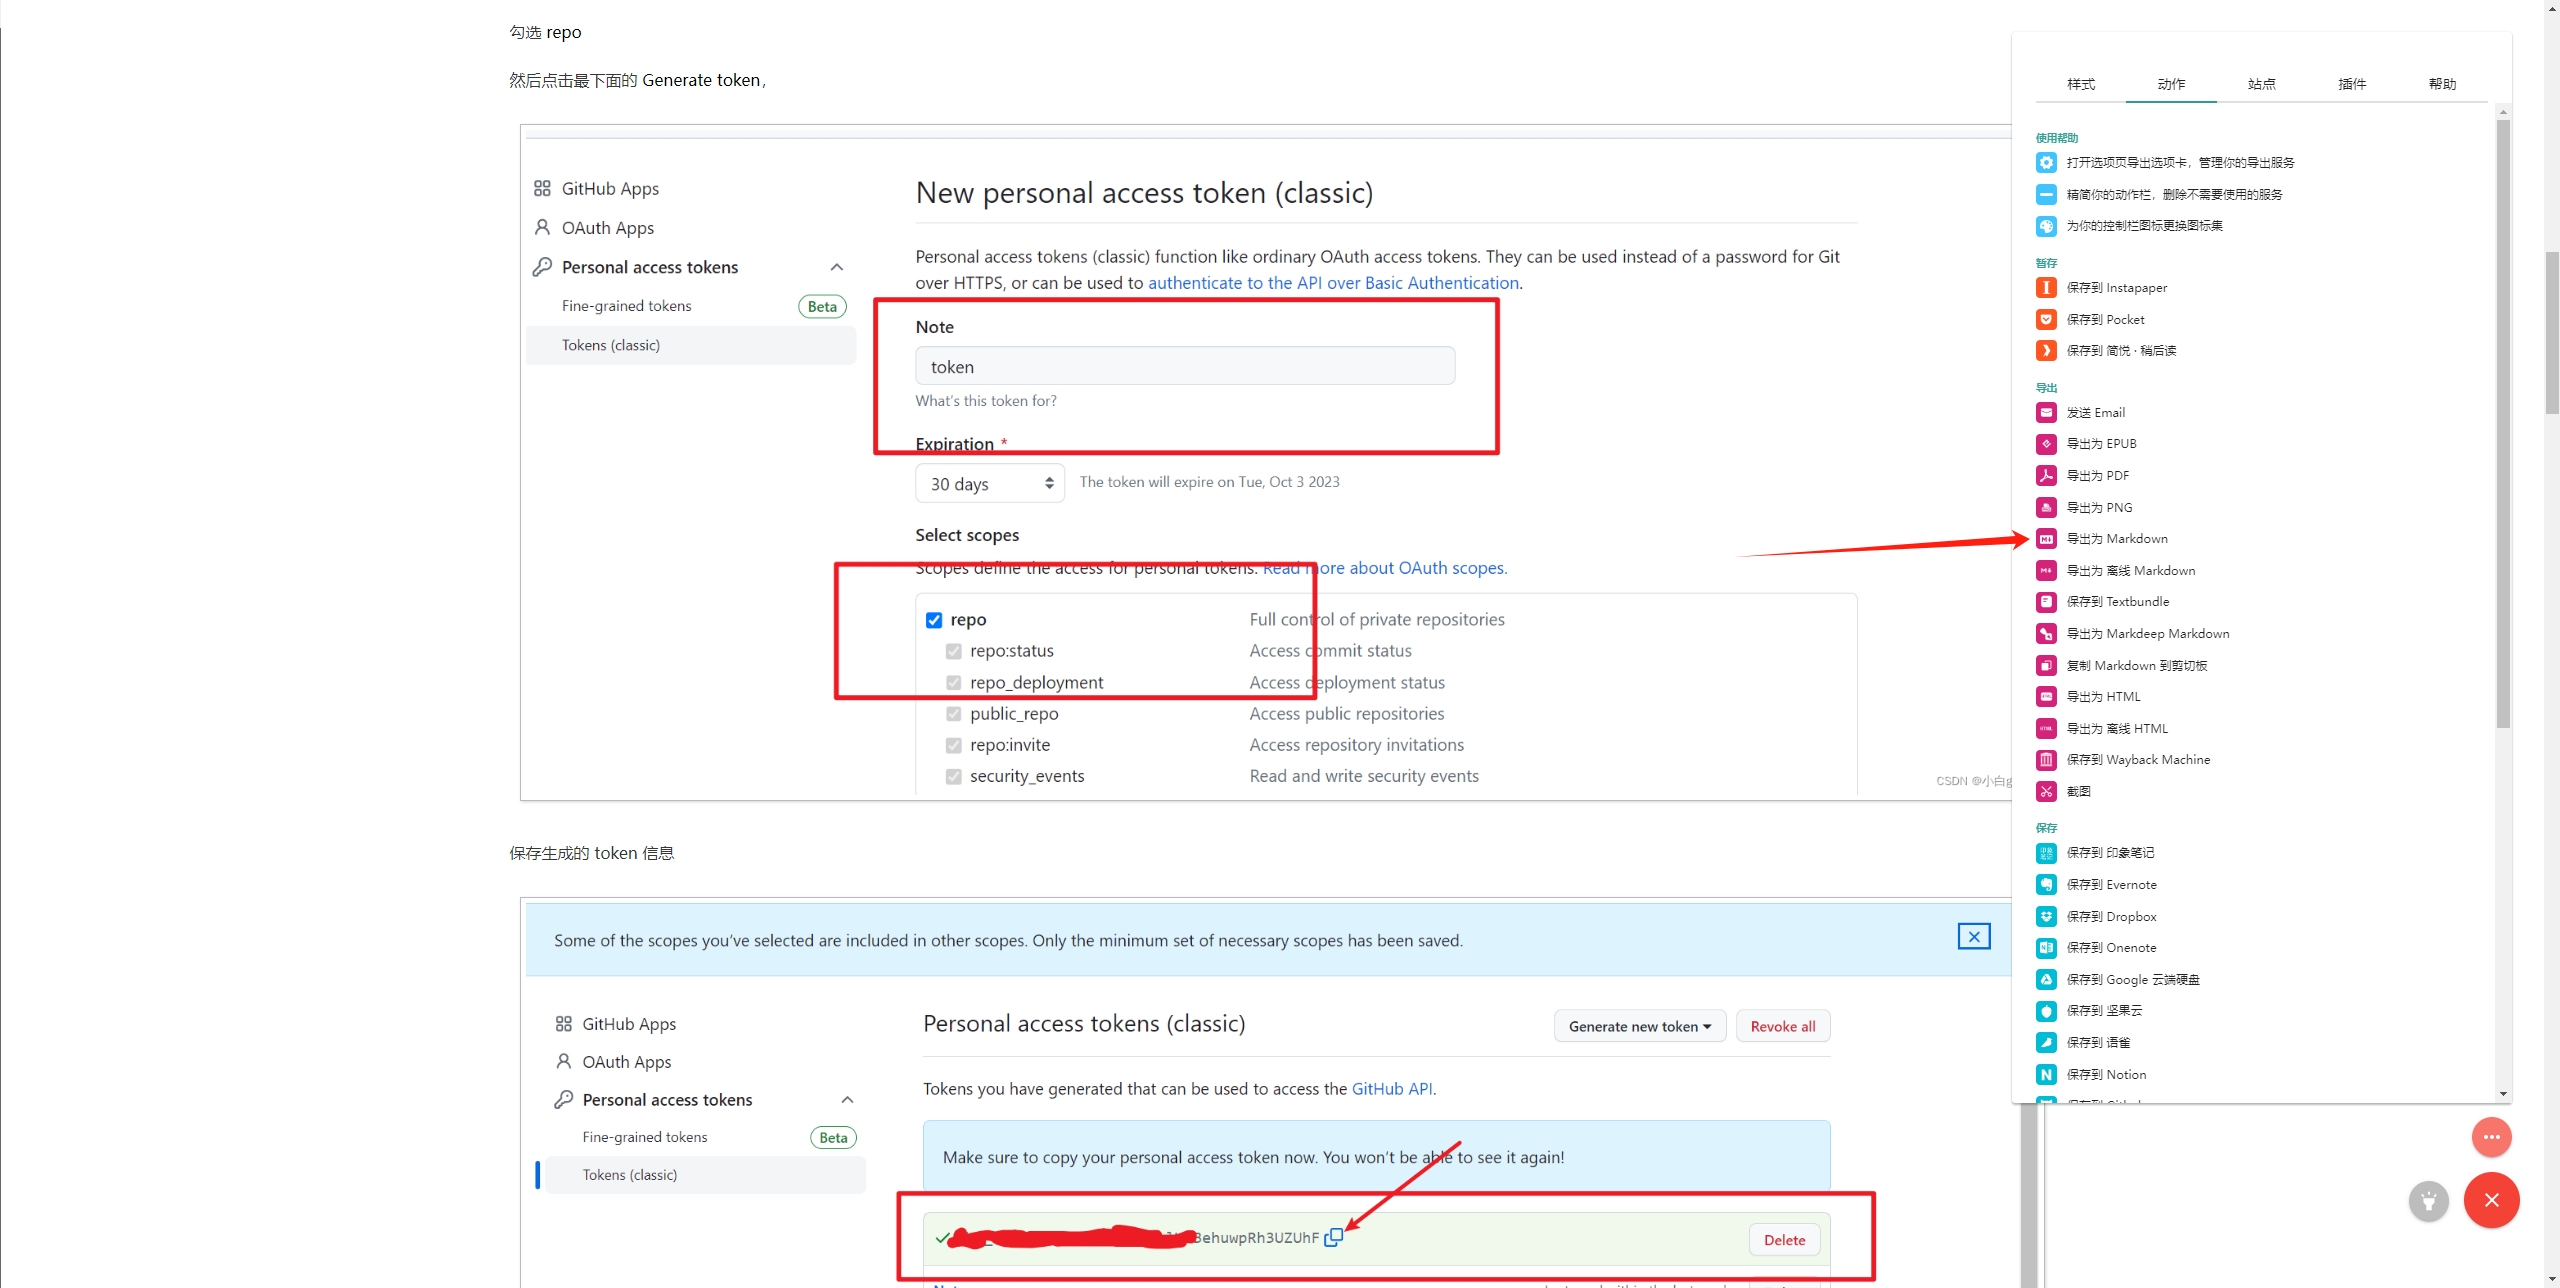 勾选 repo
然后点击最下面的 Generate token，
GitHub Apps
OAuth Apps
Personal access tokens
Fine-grained tokens
Beta
Tokens (classic)
New personal access token (classic)
Personal access tokens (classic) function like ordinary OAuth access tokens. They can be used instead of a password for Git
over HTTPS, or can be used to authenticate to the API over Basic Authentication.
Note
token
What's this token for?
Expiration *
30 days
The token will expire on Tue, Oct 3 2023
Select scopes
Scopes define the access for personal tokens. Read more about OAuth scopes.
repo Full control of private repositories
repo:status Access commit status
repo_deployment Access deployment status
public_repo Access public repositories
repo:invite Access repository invitations
security_events Read and write security events
CSDN @小白
保存生成的 token 信息
Some of the scopes you've selected are included in other scopes. Only the minimum set of necessary scopes has been saved.
GitHub Apps
OAuth Apps
Personal access tokens
Fine-grained tokens
Beta
Tokens (classic)
Personal access tokens (classic)
Generate new token
Revoke all
Tokens you have generated that can be used to access the GitHub API.
Make sure to copy your personal access token now. You won't be able to see it again!
ehuwpRh3UZUhF
Delete
样式
动作
站点
插件
帮助
使用帮助
打开选项页导出选项卡，管理你的导出服务
精简你的动作栏，删除不需要使用的服务
为你的控制栏图标更换图标集
暂存
保存到 Instapaper
保存到 Pocket
保存到 简悦 · 稍后读
导出
发送 Email
导出为 EPUB
导出为 PDF
导出为 PNG
导出为 Markdown
导出为 离线 Markdown
保存到 Textbundle
导出为 Markdeep Markdown
复制 Markdown 到剪切板
导出为 HTML
导出为 离线 HTML
保存到 Wayback Machine
截图
保存
保存到 印象笔记
保存到 Evernote
保存到 Dropbox
保存到 Onenote
保存到 Google 云端硬盘
保存到 坚果云
保存到 语雀
保存到 Notion